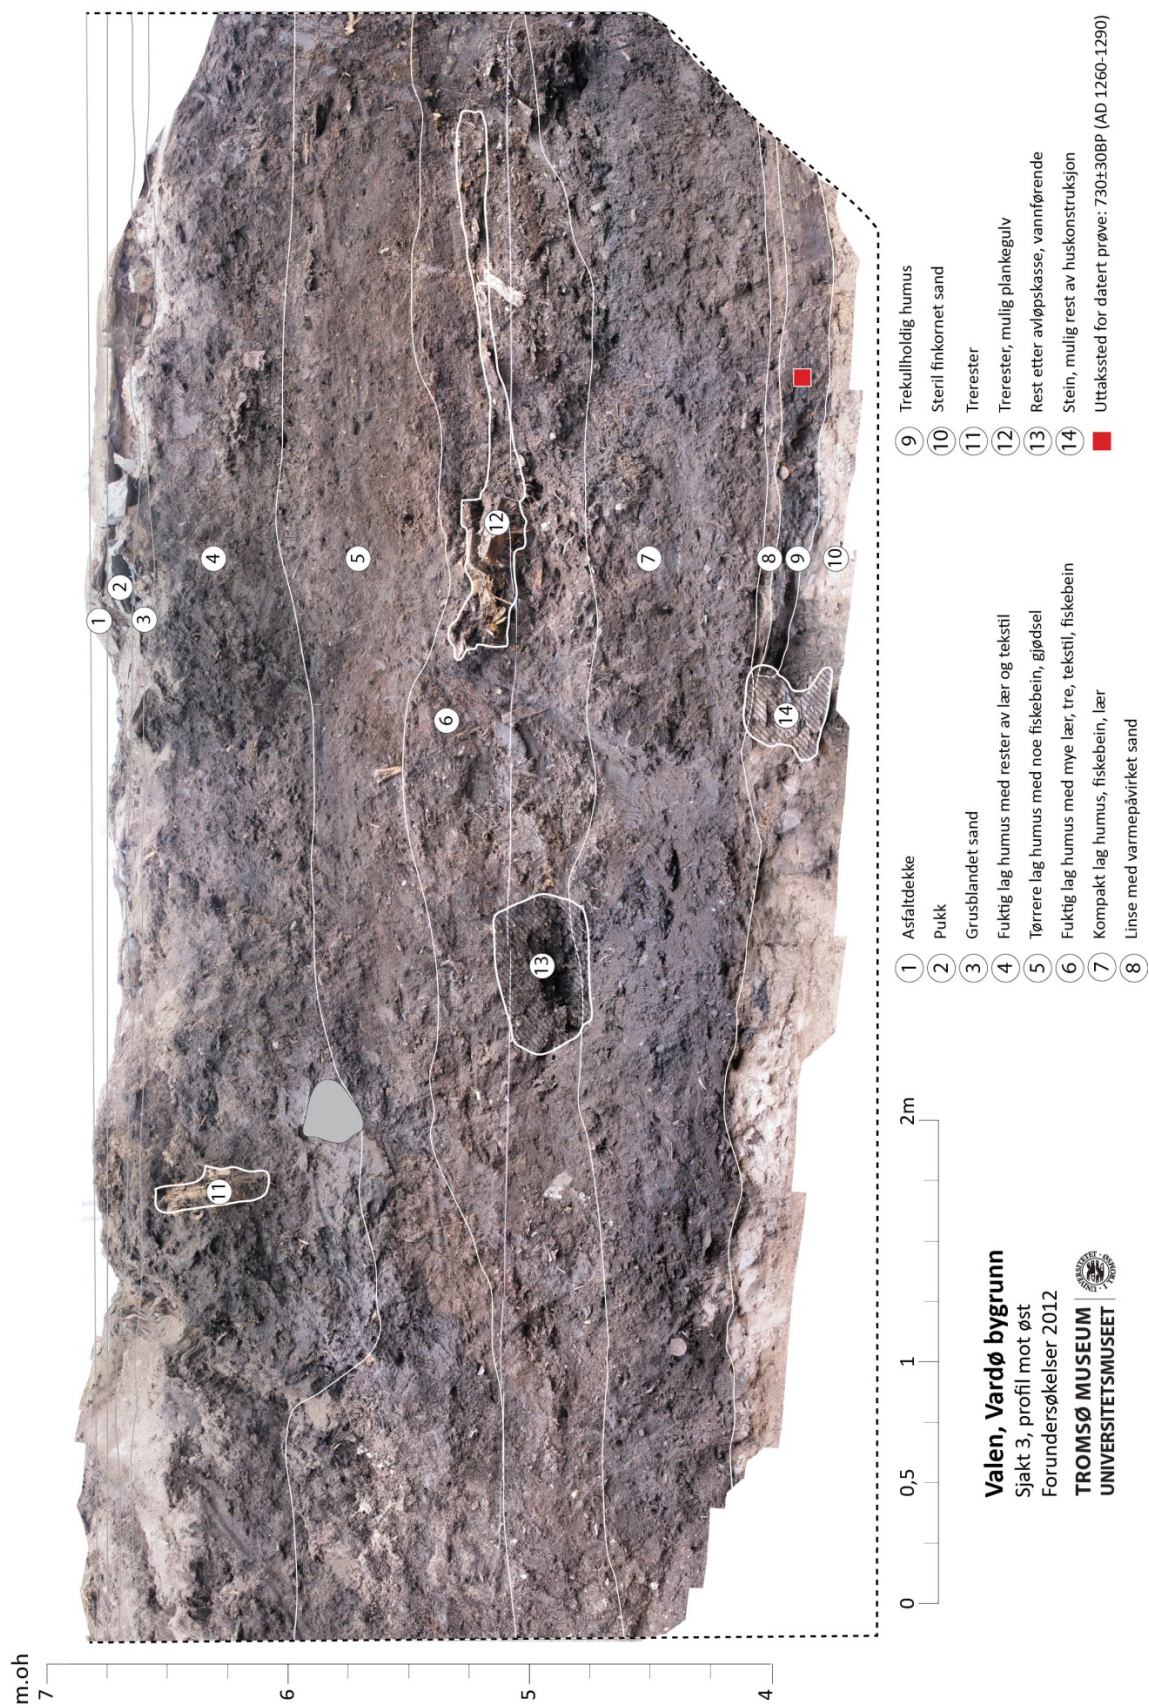 m.oh
7
6
5
4
1
2
3
4
5
6
7
8
9
10
11
12
13
14
0
0,5
1
2m
Valen, Vardø bygrunn
Sjakt 3, profil mot øst
Forundersøkelser 2012
TROMSØ MUSEUM
UNIVERSITETSMUSEET
UNIVERSITETET I TROMSØ
1 Asfaltdekke
2 Pukk
3 Grusblandet sand
4 Fuktig lag humus med rester av lær og tekstil
5 Tørrere lag humus med noe fiskebein, gjødsel
6 Fuktig lag humus med mye lær, tre, tekstil, fiskebein
7 Kompakt lag humus, fiskebein, lær
8 Linse med varmepåvirket sand
9 Trekullholdig humus
10 Steril finkornet sand
11 Trerester
12 Trerester, mulig plankegulv
13 Rest etter avløpskasse, vannførende
14 Stein, mulig rest av huskonstruksjon
Uttakssted for datert prøve: 730±30BP (AD 1260-1290)